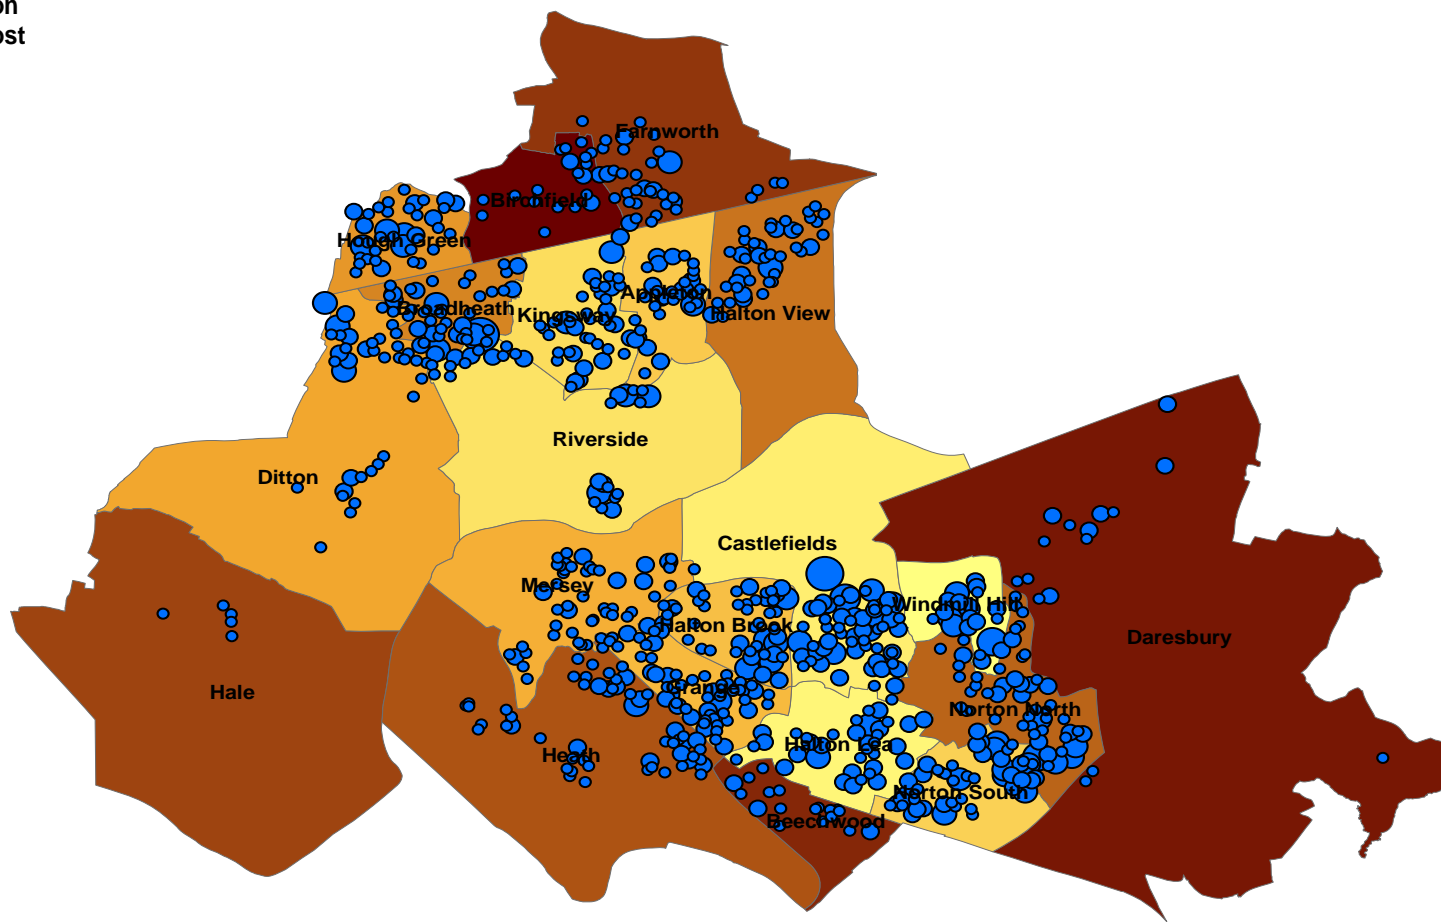 ost
Farnworth
Birchfield
Hough Green
Appleton
Broadheath
Kingsway
Halton View
Riverside
Ditton
Castlefields
Mersey
Windmill Hill
Halton Brook
Daresbury
Grange
Hale
Norton North
Halton Lea
Heath
Norton South
Beechwood